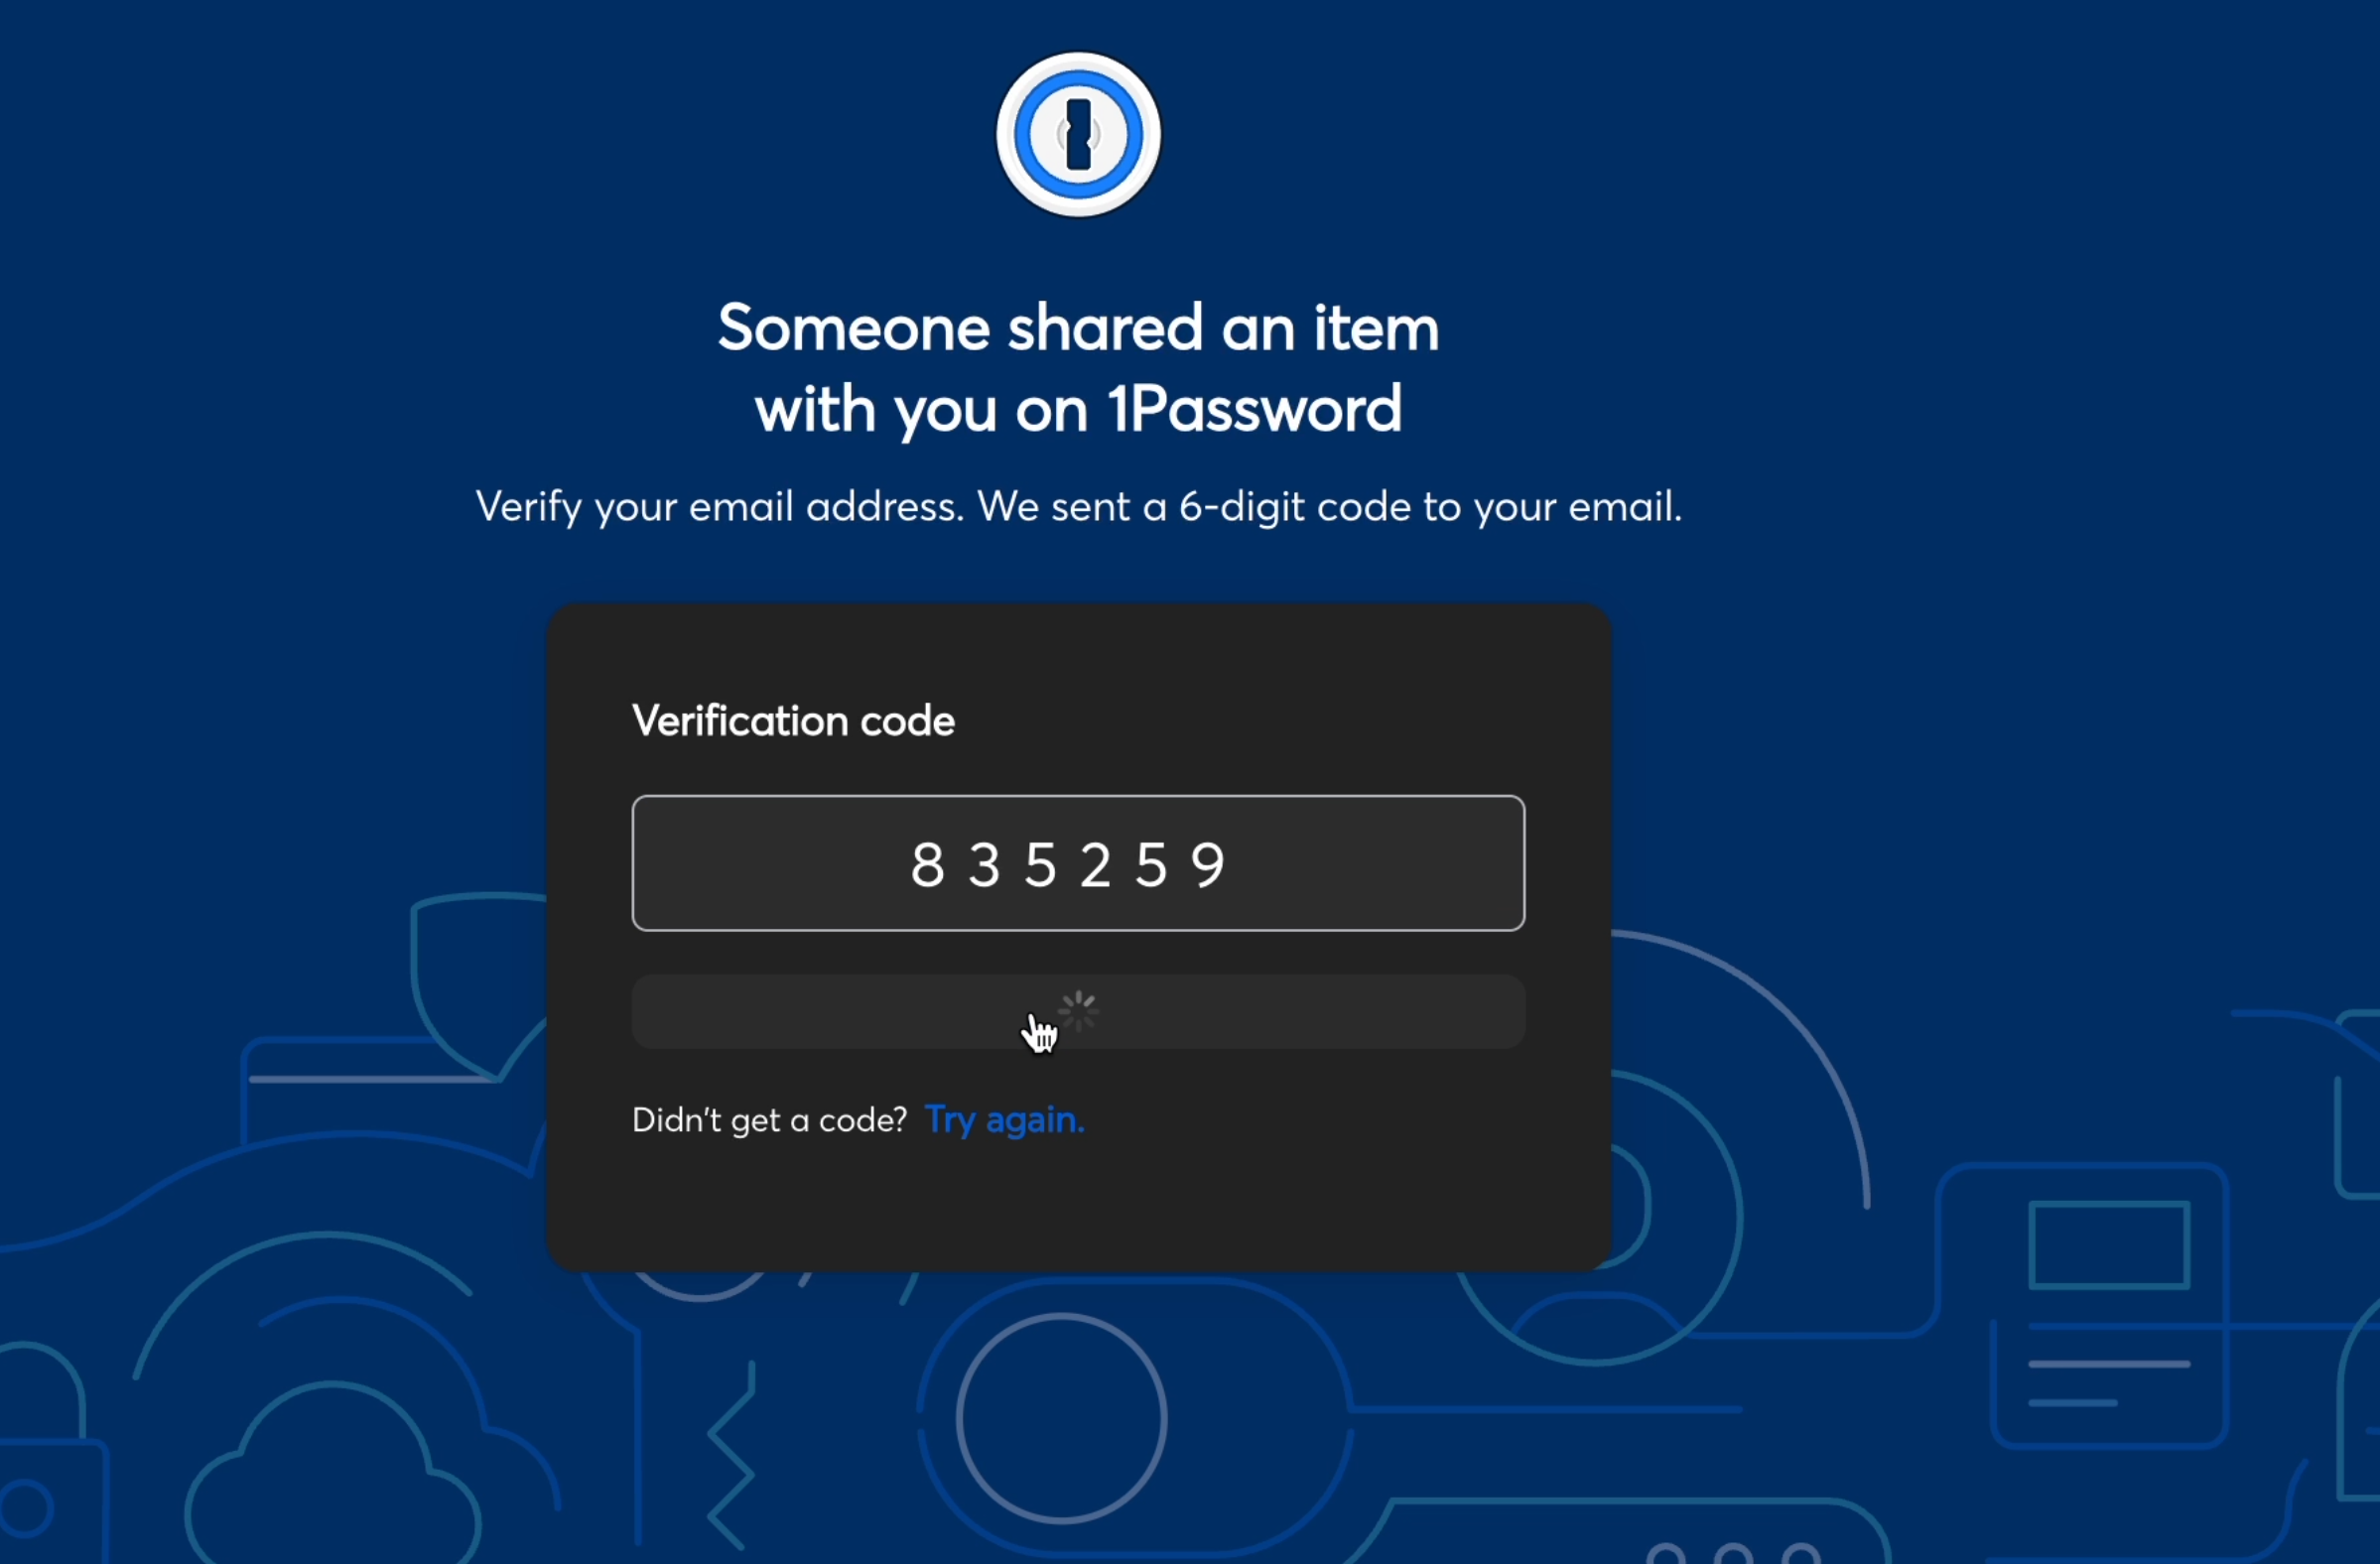 Someone shared an item
with you on 1Password
Verify your email address. We sent a 6-digit code to your email.
Verification code
835259
Didn't get a code? Try again.